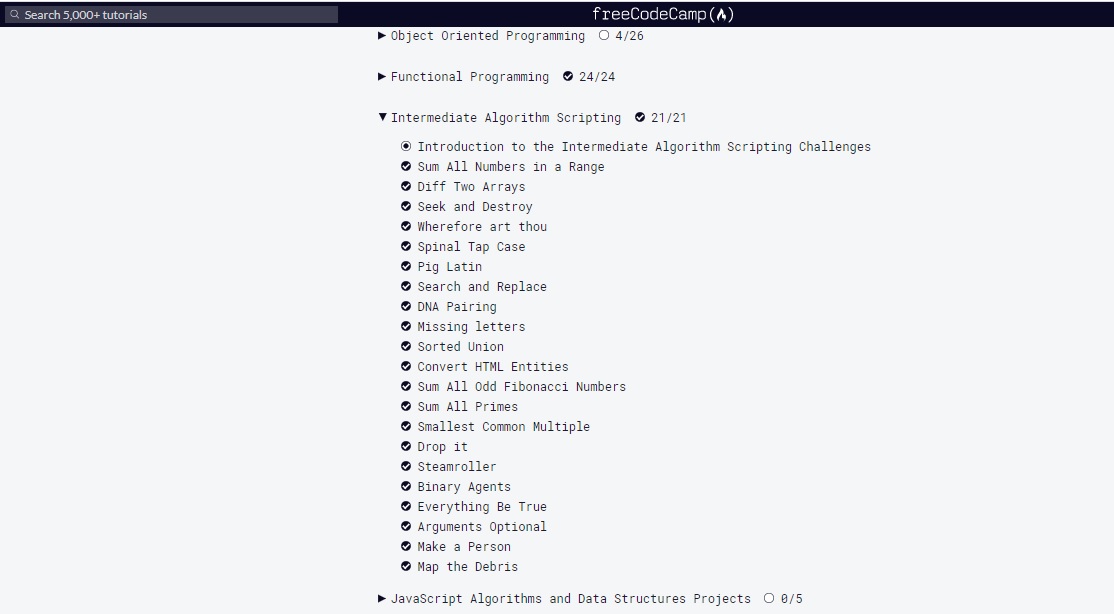 Search 5,000+ tutorials
freeCodeCamp
Object Oriented Programming 4/26
Functional Programming 24/24
Intermediate Algorithm Scripting 21/21
Introduction to the Intermediate Algorithm Scripting Challenges
Sum All Numbers in a Range
Diff Two Arrays
Seek and Destroy
Wherefore art thou
Spinal Tap Case
Pig Latin
Search and Replace
DNA Pairing
Missing letters
Sorted Union
Convert HTML Entities
Sum All Odd Fibonacci Numbers
Sum All Primes
Smallest Common Multiple
Drop it
Steamroller
Binary Agents
Everything Be True
Arguments Optional
Make a Person
Map the Debris
JavaScript Algorithms and Data Structures Projects 0/5